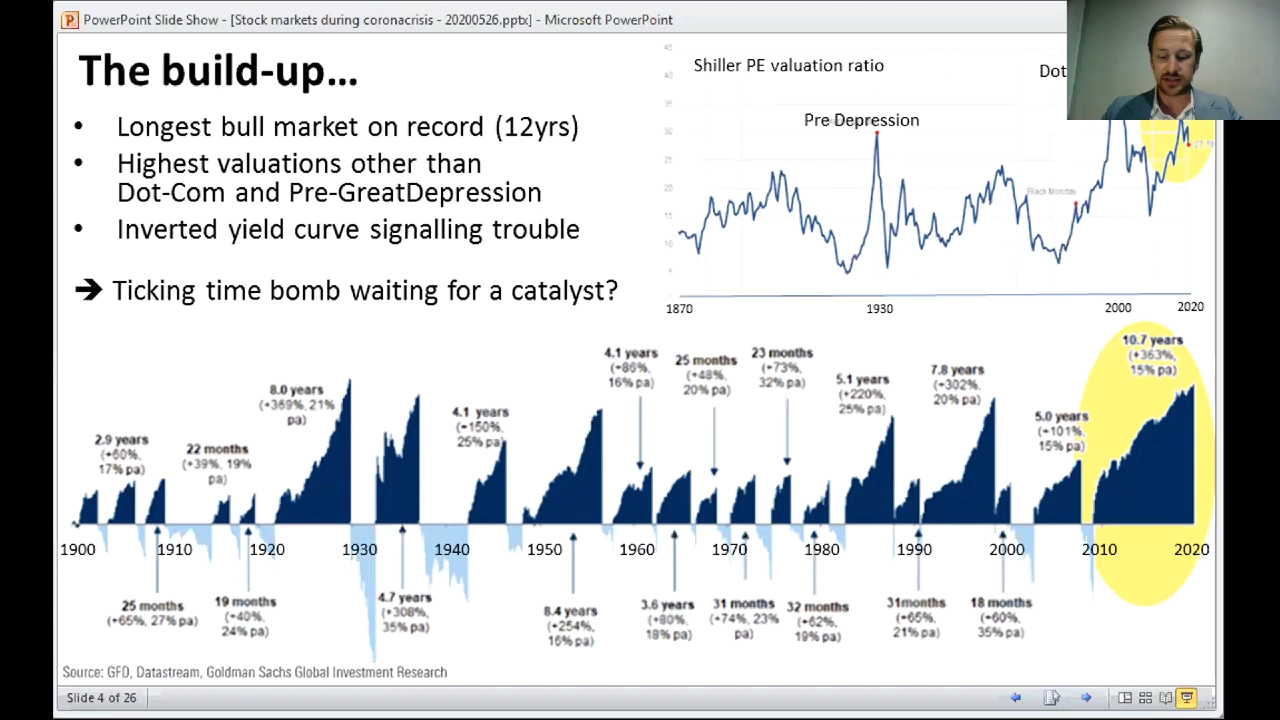 PowerPoint Slide Show - [Stock markets during coronacrisis - 20200526.pptx] - Microsoft PowerPoint
The build-up...
• Longest bull market on record (12yrs)
• Highest valuations other than
Dot-Com and Pre-GreatDepression
• Inverted yield curve signalling trouble
➔ Ticking time bomb waiting for a catalyst?
Shiller PE valuation ratio
Dot
Pre Depression
Black Monday
45
40
35
30
25
20
15
10
5
1870
1930
2000
2020
2.9 years
(+60%,
17% pa)
22 months
(+39%, 19%
pa)
8.0 years
(+369%, 21%
pa)
4.1 years
(+150%,
25% pa)
4.1 years
(+86%,
16% pa)
25 months
(+48%,
20% pa)
23 months
(+73%,
32% pa)
5.1 years
(+220%,
25% pa)
7.8 years
(+302%,
20% pa)
5.0 years
(+101%,
15% pa)
10.7 years
(+363%,
15% pa)
1900
1910
1920
1930
1940
1950
1960
1970
1980
1990
2000
2010
2020
25 months
(+65%, 27% pa)
19 months
(+40%,
24% pa)
4.7 years
(+308%,
35% pa)
8.4 years
(+254%,
16% pa)
3.6 years
(+80%,
18% pa)
31 months
(+74%, 23%
pa)
32 months
(+62%,
19% pa)
31months
(+65%,
21% pa)
18 months
(+60%,
35% pa)
Source: GFD, Datastream, Goldman Sachs Global Investment Research
Slide 4 of 26